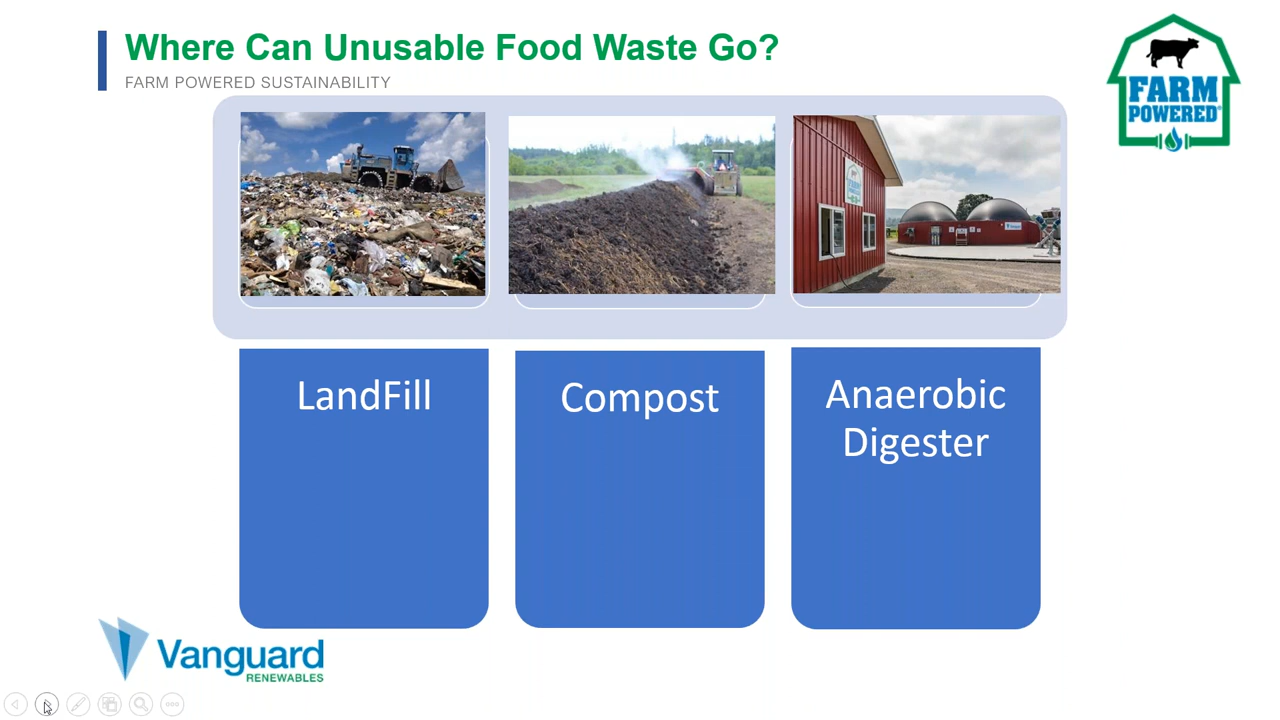 Where Can Unusable Food Waste Go?
FARM POWERED SUSTAINABILITY
FARM
POWERED®
LandFill
Compost
Anaerobic
Digester
Vanguard
RENEWABLES